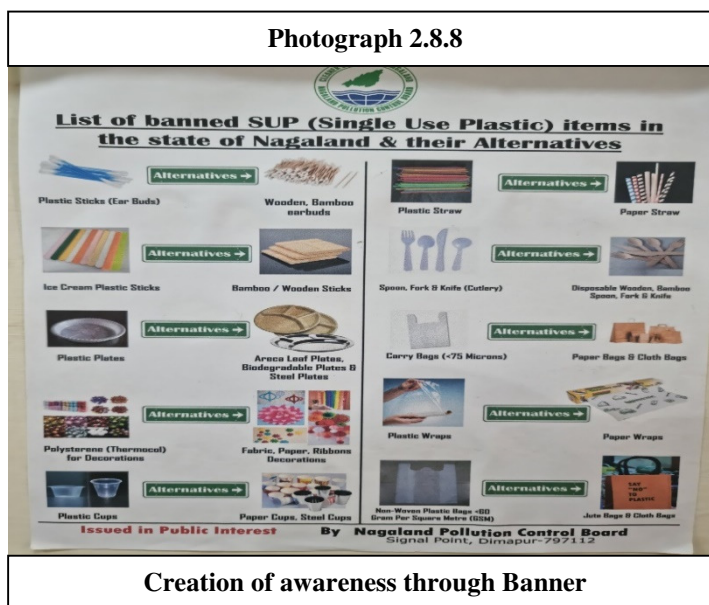 Photograph 2.8.8
NAGALAND POLLUTION CONTROL BOARD
List of banned SUP (Single Use Plastic) items in
the state of Nagaland & their Alternatives
Plastic Sticks (Ear Buds)
Alternatives →
Wooden, Bamboo
earbuds
Ice Cream Plastic Sticks
Alternatives →
Bamboo / Wooden Sticks
Plastic Plates
Alternatives →
Areca Leaf Plates,
Biodegradable Plates &
Steel Plates
Polysterene (Thermocol)
for Decorations
Alternatives →
Fabric, Paper, Ribbons
Decorations
Plastic Cups
Alternatives →
Paper Cups, Steel Cups
Plastic Straw
Alternatives →
Paper Straw
Spoon, Fork & Knife (Cutlery)
Alternatives →
Disposable Wooden, Bamboo
Spoon, Fork & Knife
Carry Bags (<75 Microns)
Alternatives →
Paper Bags & Cloth Bags
Plastic Wraps
Alternatives →
Paper Wraps
Non-Woven Plastic Bags <60
Gram Per Square Metre (GSM)
Alternatives →
SAY
"NO"
TO
PLASTIC
Jute Bags & Cloth Bags
Issued in Public Interest By Nagaland Pollution Control Board
Signal Point, Dimapur-797112
Creation of awareness through Banner